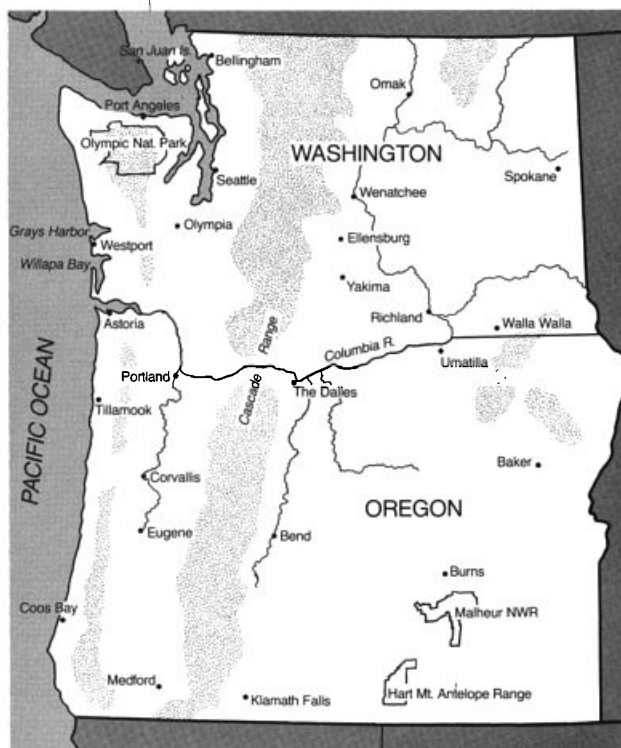 San Juan Is.
Bellingham
Omak
Port Angeles
Olympic Nat. Park
WASHINGTON
Seattle
Spokane
Wenatchee
Grays Harbor
Olympia
Westport
Ellensburg
Willapa Bay
Yakima
Astoria
Richland
Walla Walla
Columbia R.
Umatilla
Cascade Range
Portland
The Dalles
Tillamook
PACIFIC OCEAN
Corvallis
Baker
OREGON
Eugene
Bend
Burns
Coos Bay
Malheur NWR
Medford
Klamath Falls
Hart Mt. Antelope Range